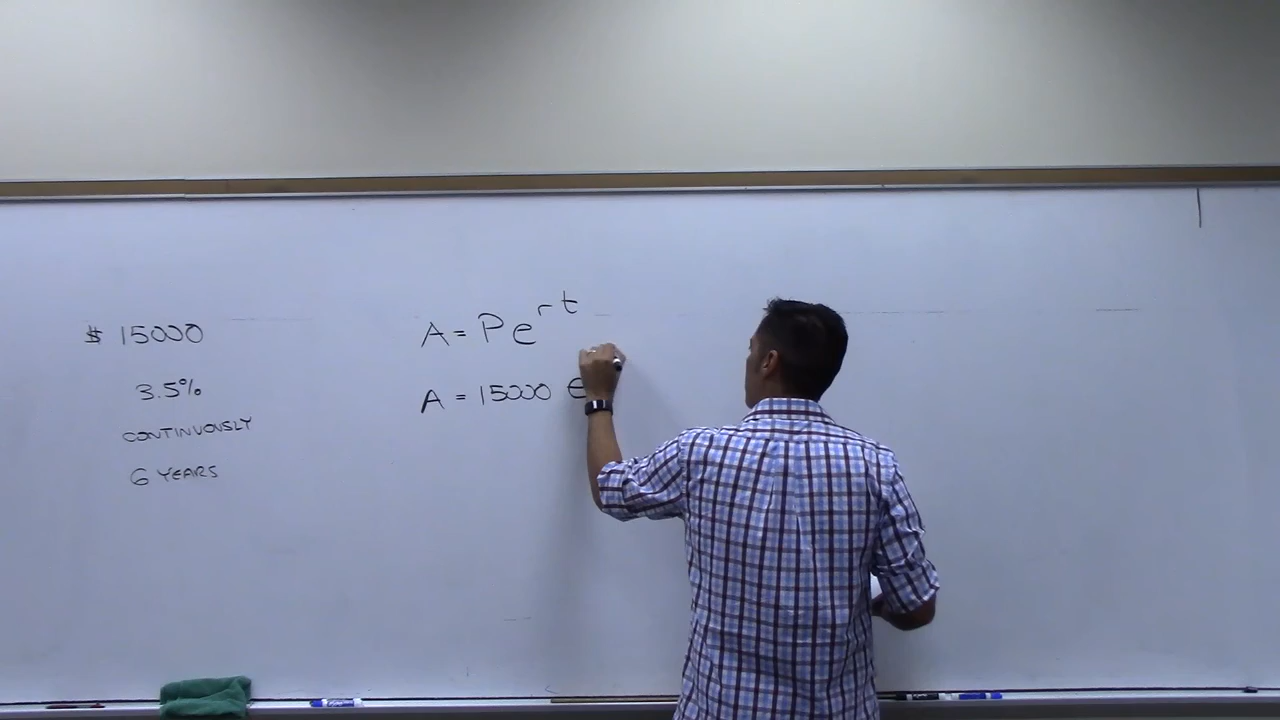 $ 15000
3.5%
CONTINUOUSLY
6 YEARS
A = Pe^rt
A = 15000 e